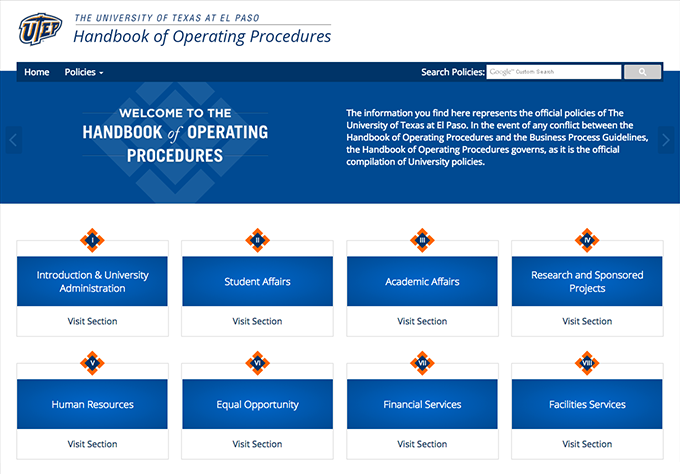 UTEP
THE UNIVERSITY OF TEXAS AT EL PASO
Handbook of Operating Procedures
Home
Policies
Search Policies:
Google™ Custom Search
WELCOME TO THE
HANDBOOK of OPERATING
PROCEDURES
The information you find here represents the official policies of The
University of Texas at El Paso. In the event of any conflict between the
Handbook of Operating Procedures and the Business Process Guidelines,
the Handbook of Operating Procedures governs, as it is the official
compilation of University policies.
I
Introduction & University
Administration
Visit Section
II
Student Affairs
Visit Section
III
Academic Affairs
Visit Section
IV
Research and Sponsored
Projects
Visit Section
V
Human Resources
Visit Section
VI
Equal Opportunity
Visit Section
VII
Financial Services
Visit Section
VIII
Facilities Services
Visit Section